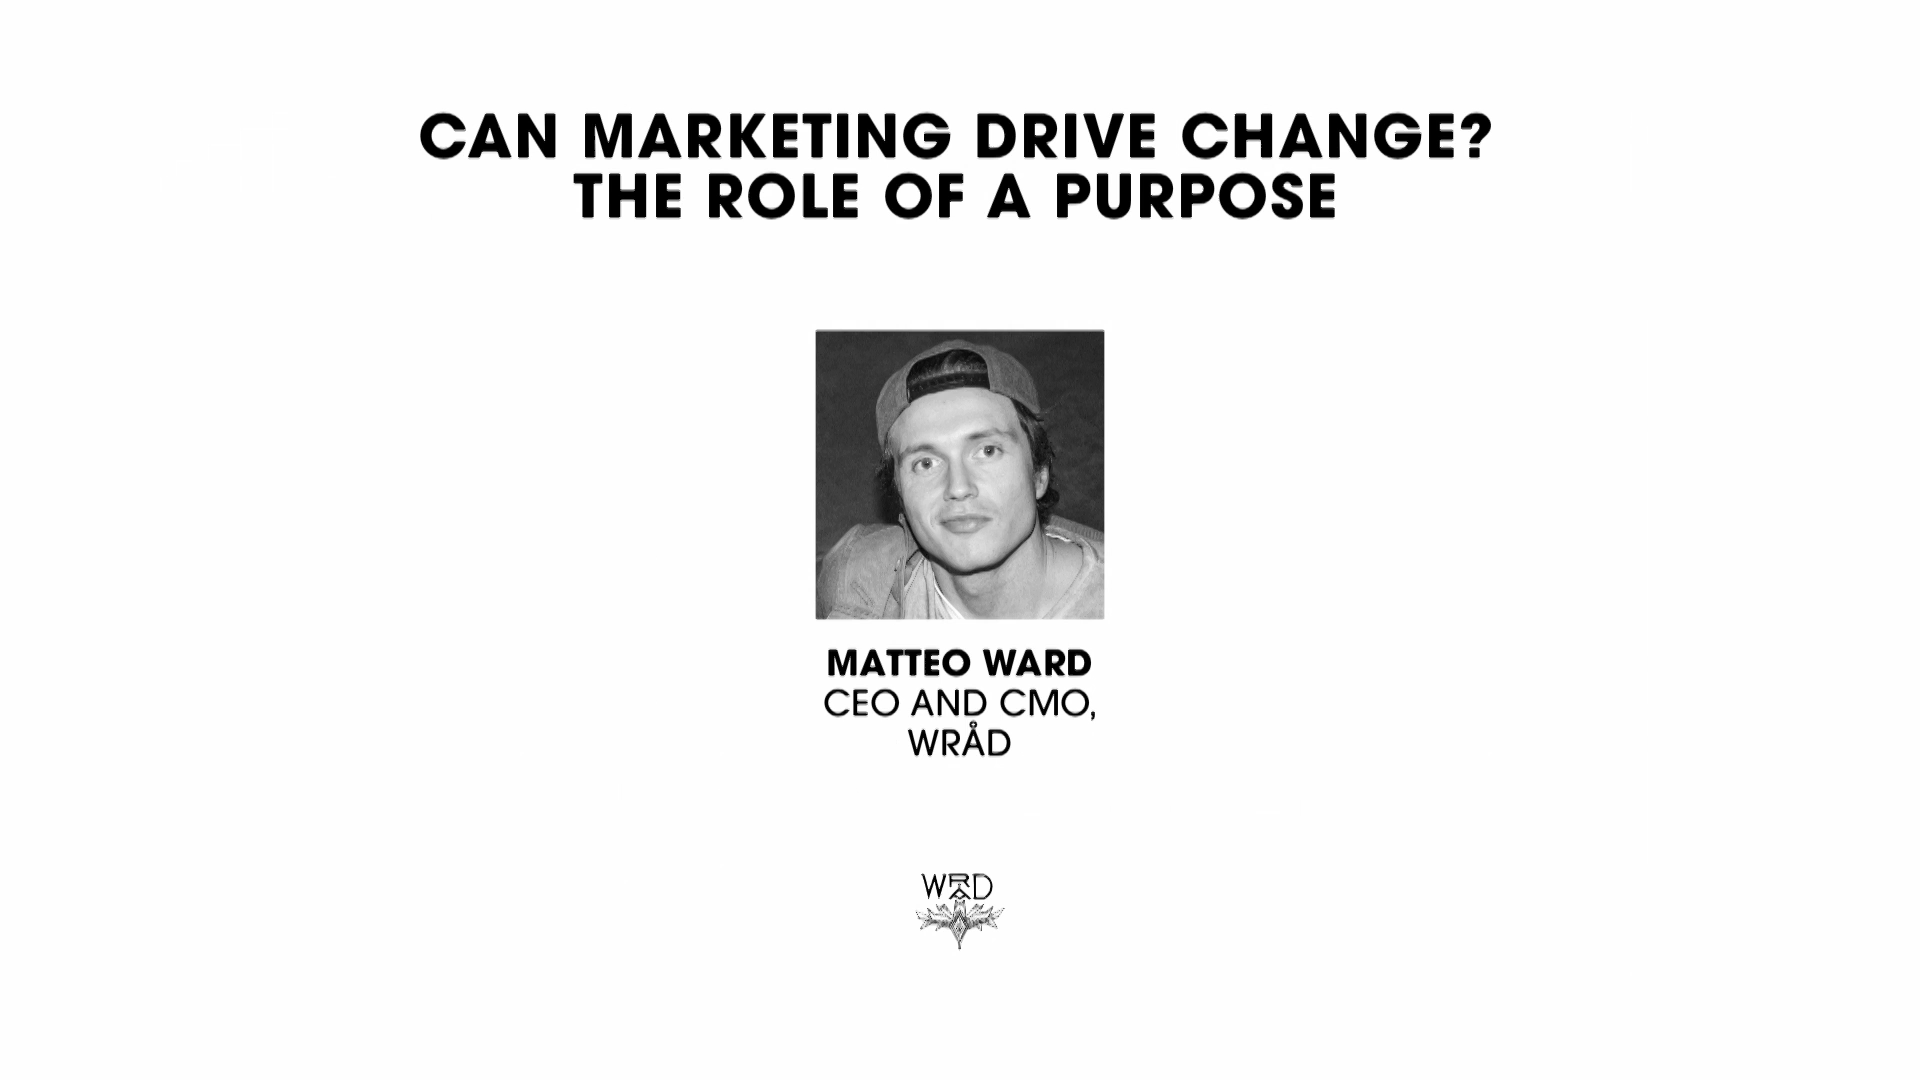 CAN MARKETING DRIVE CHANGE?
THE ROLE OF A PURPOSE
MATTEO WARD
CEO AND CMO,
WRÅD
WRÅD